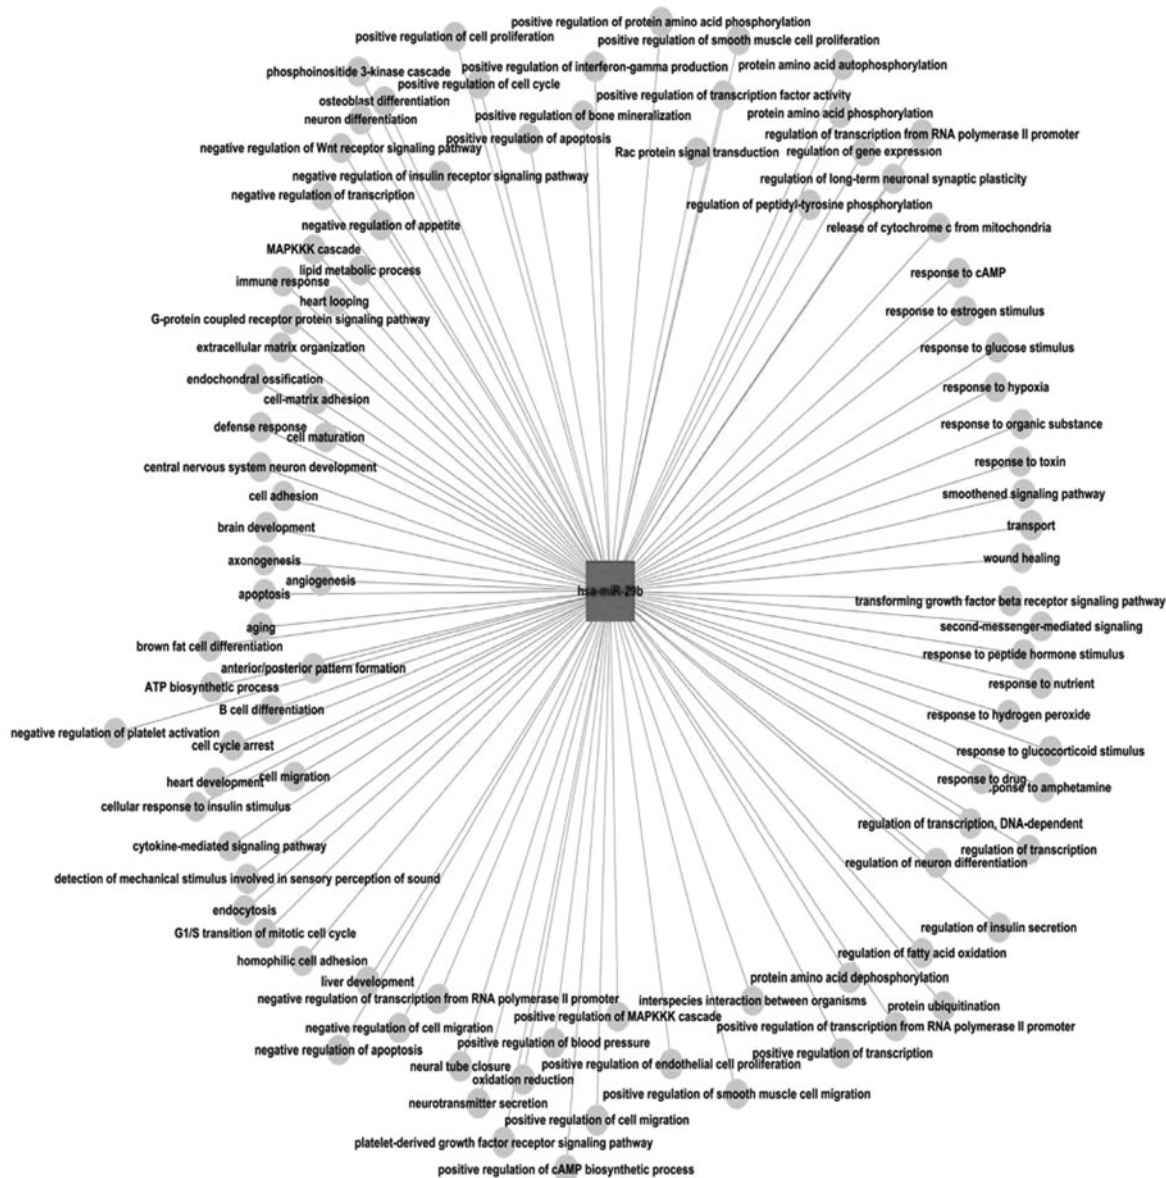 positive regulation of protein amino acid phosphorylation
positive regulation of cell proliferation
positive regulation of smooth muscle cell proliferation
phosphoinositide 3-kinase cascade
positive regulation of interferon-gamma production
protein amino acid autophosphorylation
positive regulation of cell cycle
osteoblast differentiation
positive regulation of transcription factor activity
neuron differentiation
positive regulation of bone mineralization
protein amino acid phosphorylation
regulation of transcription from RNA polymerase II promoter
positive regulation of apoptosis
negative regulation of Wnt receptor signaling pathway
Rac protein signal transduction
regulation of gene expression
negative regulation of insulin receptor signaling pathway
regulation of long-term neuronal synaptic plasticity
negative regulation of transcription
regulation of peptidyl-tyrosine phosphorylation
negative regulation of appetite
release of cytochrome c from mitochondria
MAPKKK cascade
lipid metabolic process
response to cAMP
immune response
heart looping
response to estrogen stimulus
G-protein coupled receptor protein signaling pathway
extracellular matrix organization
response to glucose stimulus
endochondral ossification
response to hypoxia
cell-matrix adhesion
defense response
response to organic substance
cell maturation
central nervous system neuron development
response to toxin
cell adhesion
smoothened signaling pathway
brain development
transport
axonogenesis
wound healing
angiogenesis
hsa-miR-29b
apoptosis
transforming growth factor beta receptor signaling pathway
aging
second-messenger-mediated signaling
brown fat cell differentiation
response to peptide hormone stimulus
anterior/posterior pattern formation
ATP biosynthetic process
response to nutrient
B cell differentiation
response to hydrogen peroxide
negative regulation of platelet activation
cell cycle arrest
response to glucocorticoid stimulus
heart development
cell migration
response to drug
ponse to amphetamine
cellular response to insulin stimulus
regulation of transcription, DNA-dependent
cytokine-mediated signaling pathway
regulation of transcription
regulation of neuron differentiation
detection of mechanical stimulus involved in sensory perception of sound
endocytosis
regulation of insulin secretion
G1/S transition of mitotic cell cycle
regulation of fatty acid oxidation
homophilic cell adhesion
liver development
protein amino acid dephosphorylation
negative regulation of transcription from RNA polymerase II promoter
interspecies interaction between organisms
protein ubiquitination
positive regulation of MAPKKK cascade
negative regulation of cell migration
positive regulation of transcription from RNA polymerase II promoter
positive regulation of blood pressure
negative regulation of apoptosis
positive regulation of transcription
neural tube closure
positive regulation of endothelial cell proliferation
oxidation reduction
positive regulation of smooth muscle cell migration
neurotransmitter secretion
positive regulation of cell migration
platelet-derived growth factor receptor signaling pathway
positive regulation of cAMP biosynthetic process